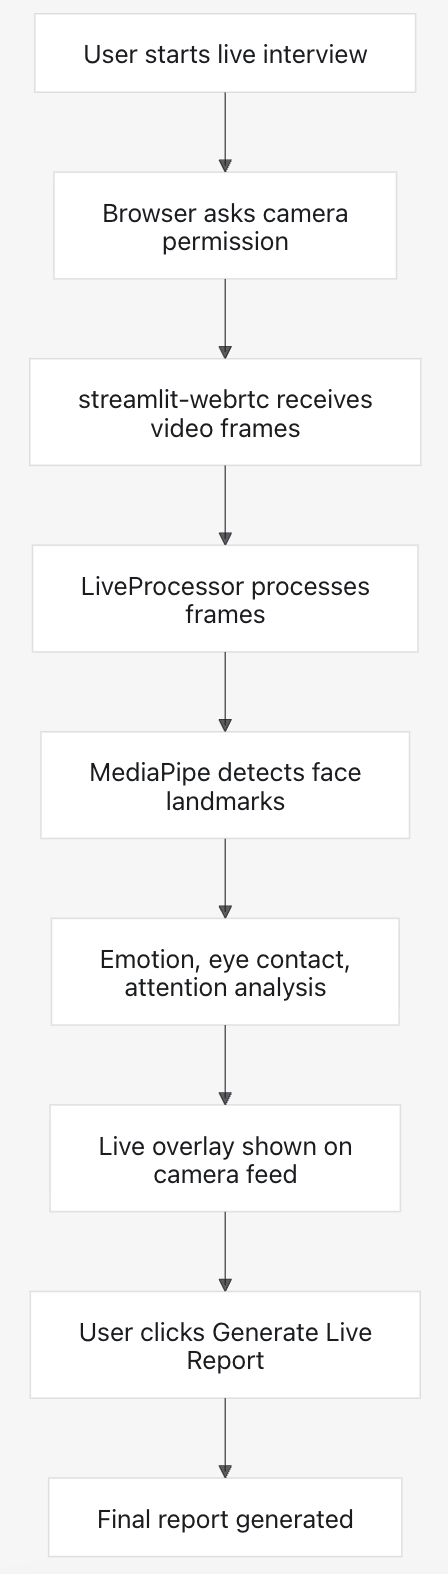 User starts live interview
Browser asks camera
permission
streamlit-webrtc receives
video frames
LiveProcessor processes
frames
MediaPipe detects face
landmarks
Emotion, eye contact,
attention analysis
Live overlay shown on
camera feed
User clicks Generate Live
Report
Final report generated